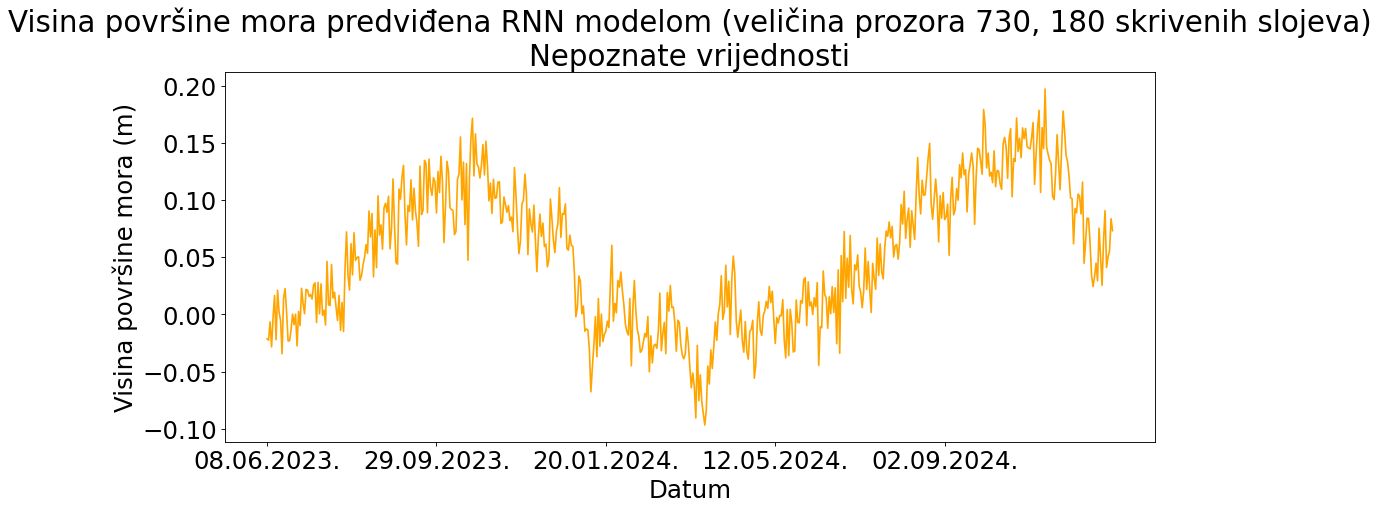 Visina površine mora predviđena RNN modelom (veličina prozora 730, 180 skrivenih slojeva)
Nepoznate vrijednosti
Visina površine mora (m)
0.20
0.15
0.10
0.05
0.00
−0.05
−0.10
08.06.2023. 29.09.2023. 20.01.2024. 12.05.2024. 02.09.2024.
Datum